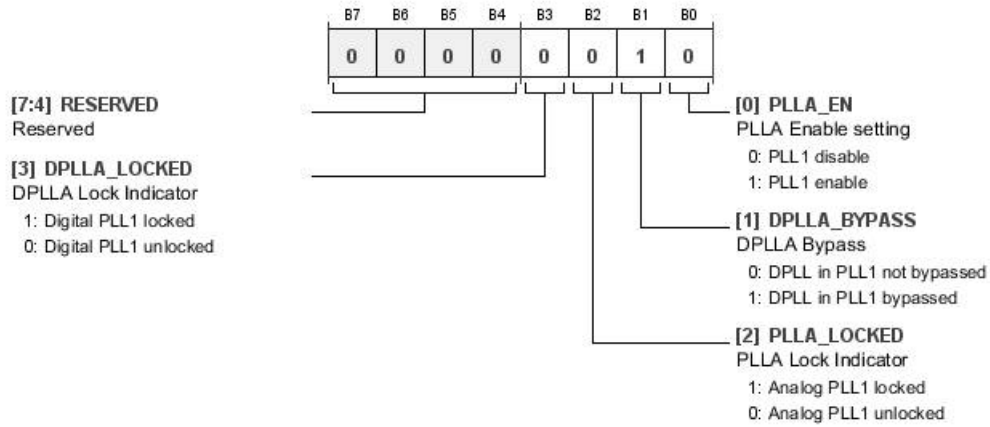 B7 B6 B5 B4 B3 B2 B1 B0
0 0 0 0 0 0 1 0
[7:4] RESERVED
Reserved
[3] DPLLA_LOCKED
DPLLA Lock Indicator
1: Digital PLL1 locked
0: Digital PLL1 unlocked
[0] PLLA_EN
PLLA Enable setting
0: PLL1 disable
1: PLL1 enable
[1] DPLLA_BYPASS
DPLLA Bypass
0: DPLL in PLL1 not bypassed
1: DPLL in PLL1 bypassed
[2] PLLA_LOCKED
PLLA Lock Indicator
1: Analog PLL1 locked
0: Analog PLL1 unlocked